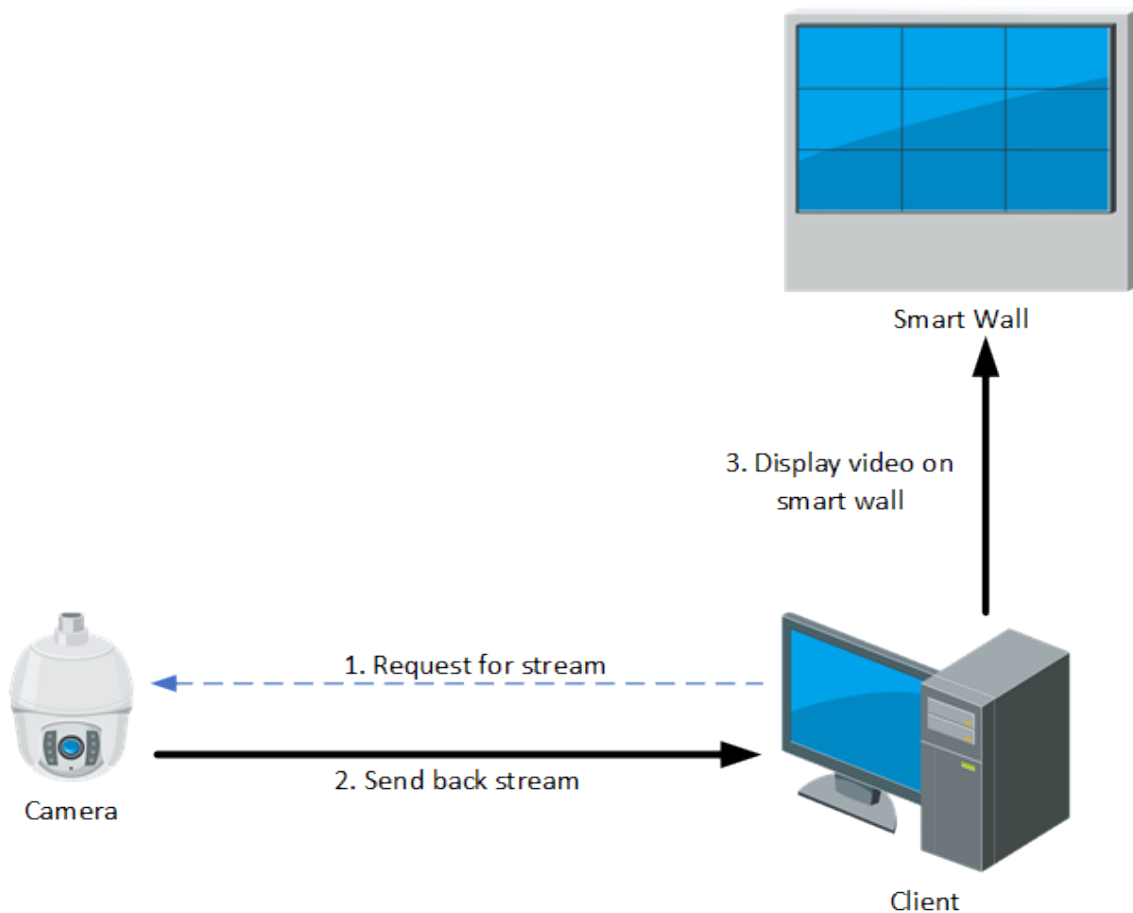 Smart Wall
3. Display video on
smart wall
1. Request for stream
2. Send back stream
Camera
Client